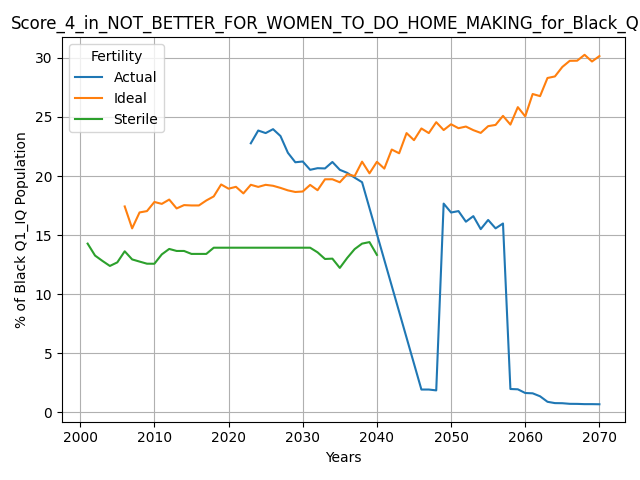 Score_4_in_NOT_BETTER_FOR_WOMEN_TO_DO_HOME_MAKING_for_Black_Q
Fertility
Actual
Ideal
Sterile
% of Black Q1_IQ Population
30
25
20
15
10
5
0
2000 2010 2020 2030 2040 2050 2060 2070
Years